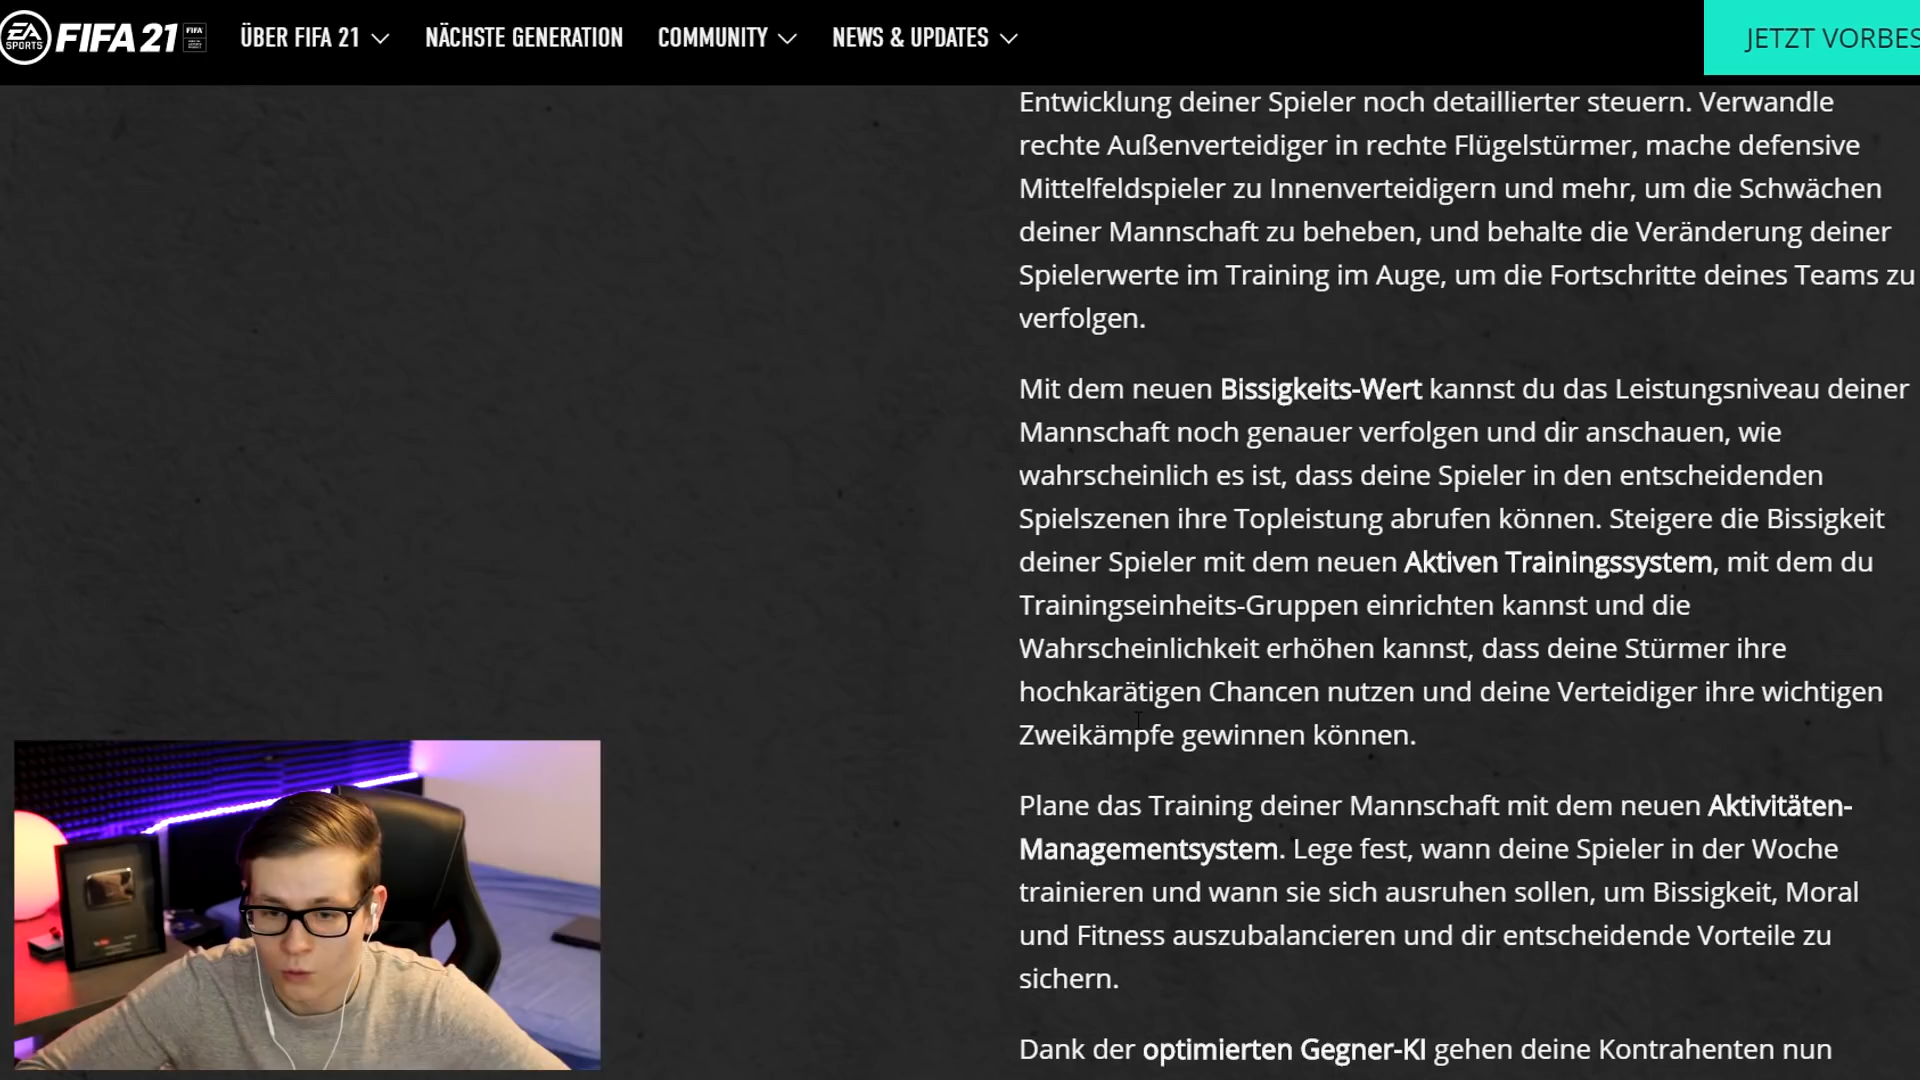 EA SPORTS FIFA 21 FIFA
ÜBER FIFA 21
NÄCHSTE GENERATION
COMMUNITY
NEWS & UPDATES
JETZT VORBES
Entwicklung deiner Spieler noch detaillierter steuern. Verwandle
rechte Außenverteidiger in rechte Flügelstürmer, mache defensive
Mittelfeldspieler zu Innenverteidigern und mehr, um die Schwächen
deiner Mannschaft zu beheben, und behalte die Veränderung deiner
Spielerwerte im Training im Auge, um die Fortschritte deines Teams zu
verfolgen.
Mit dem neuen Bissigkeits-Wert kannst du das Leistungsniveau deiner
Mannschaft noch genauer verfolgen und dir anschauen, wie
wahrscheinlich es ist, dass deine Spieler in den entscheidenden
Spielszenen ihre Topleistung abrufen können. Steigere die Bissigkeit
deiner Spieler mit dem neuen Aktiven Trainingssystem, mit dem du
Trainingseinheits-Gruppen einrichten kannst und die
Wahrscheinlichkeit erhöhen kannst, dass deine Stürmer ihre
hochkarätigen Chancen nutzen und deine Verteidiger ihre wichtigen
Zweikämpfe gewinnen können.
Plane das Training deiner Mannschaft mit dem neuen Aktivitäten-
Managementsystem. Lege fest, wann deine Spieler in der Woche
trainieren und wann sie sich ausruhen sollen, um Bissigkeit, Moral
und Fitness auszubalancieren und dir entscheidende Vorteile zu
sichern.
Dank der optimierten Gegner-KI gehen deine Kontrahenten nun